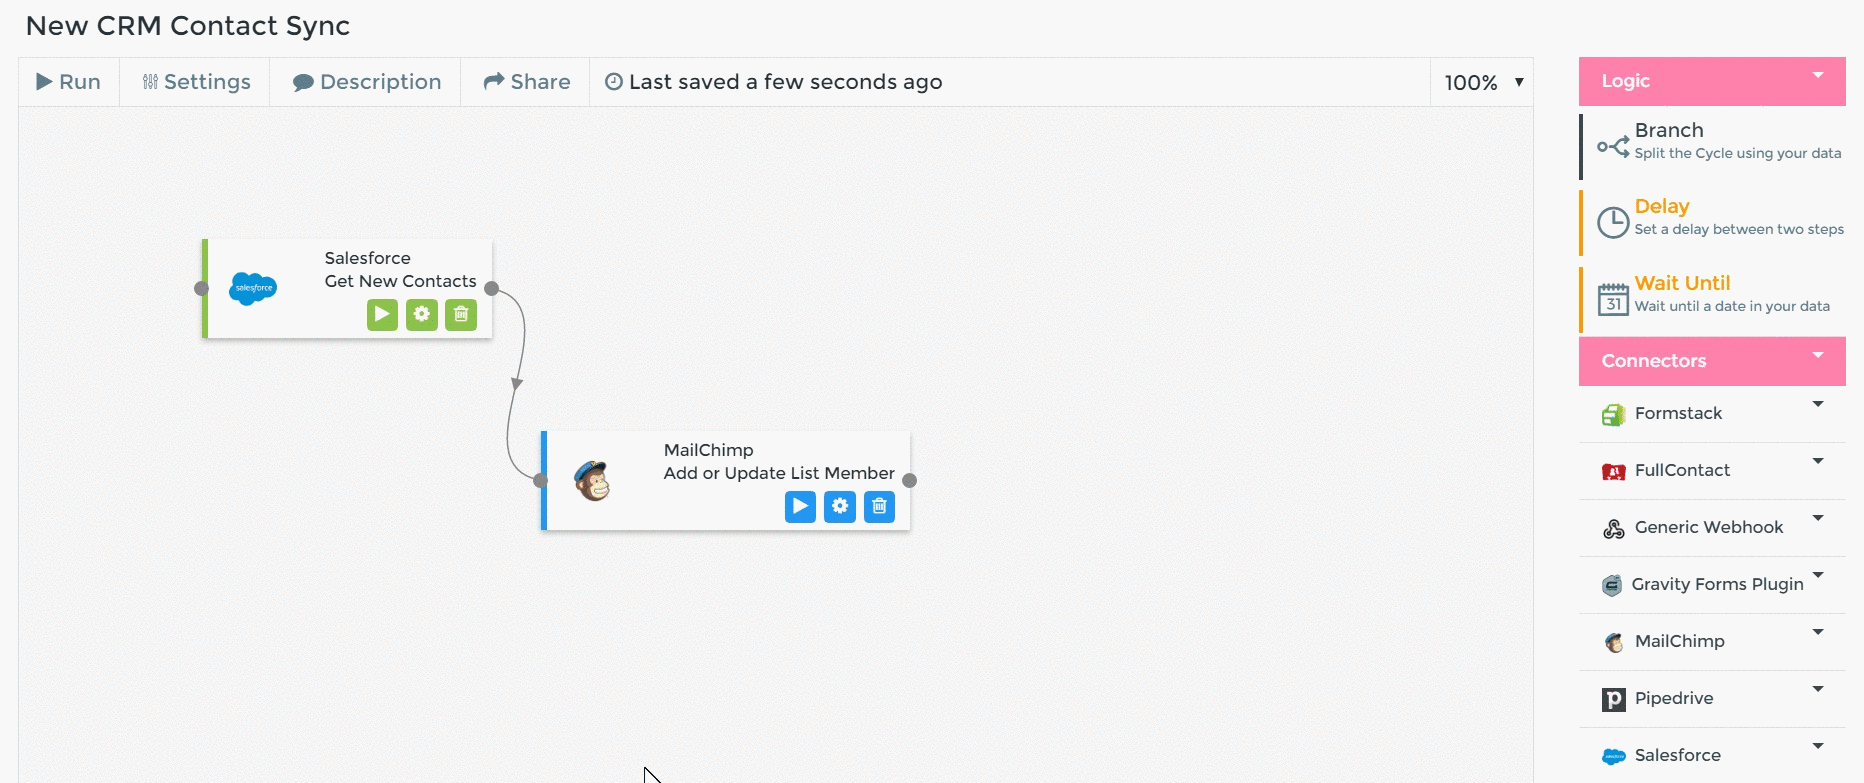 New CRM Contact Sync
Run
Settings
Description
Share
Last saved a few seconds ago
100%
Salesforce
Get New Contacts
salesforce
MailChimp
Add or Update List Member
Logic
Branch
Split the Cycle using your data
Delay
Set a delay between two steps
Wait Until
31
Wait until a date in your data
Connectors
Formstack
FullContact
Generic Webhook
Gravity Forms Plugin
MailChimp
p
Pipedrive
Salesforce